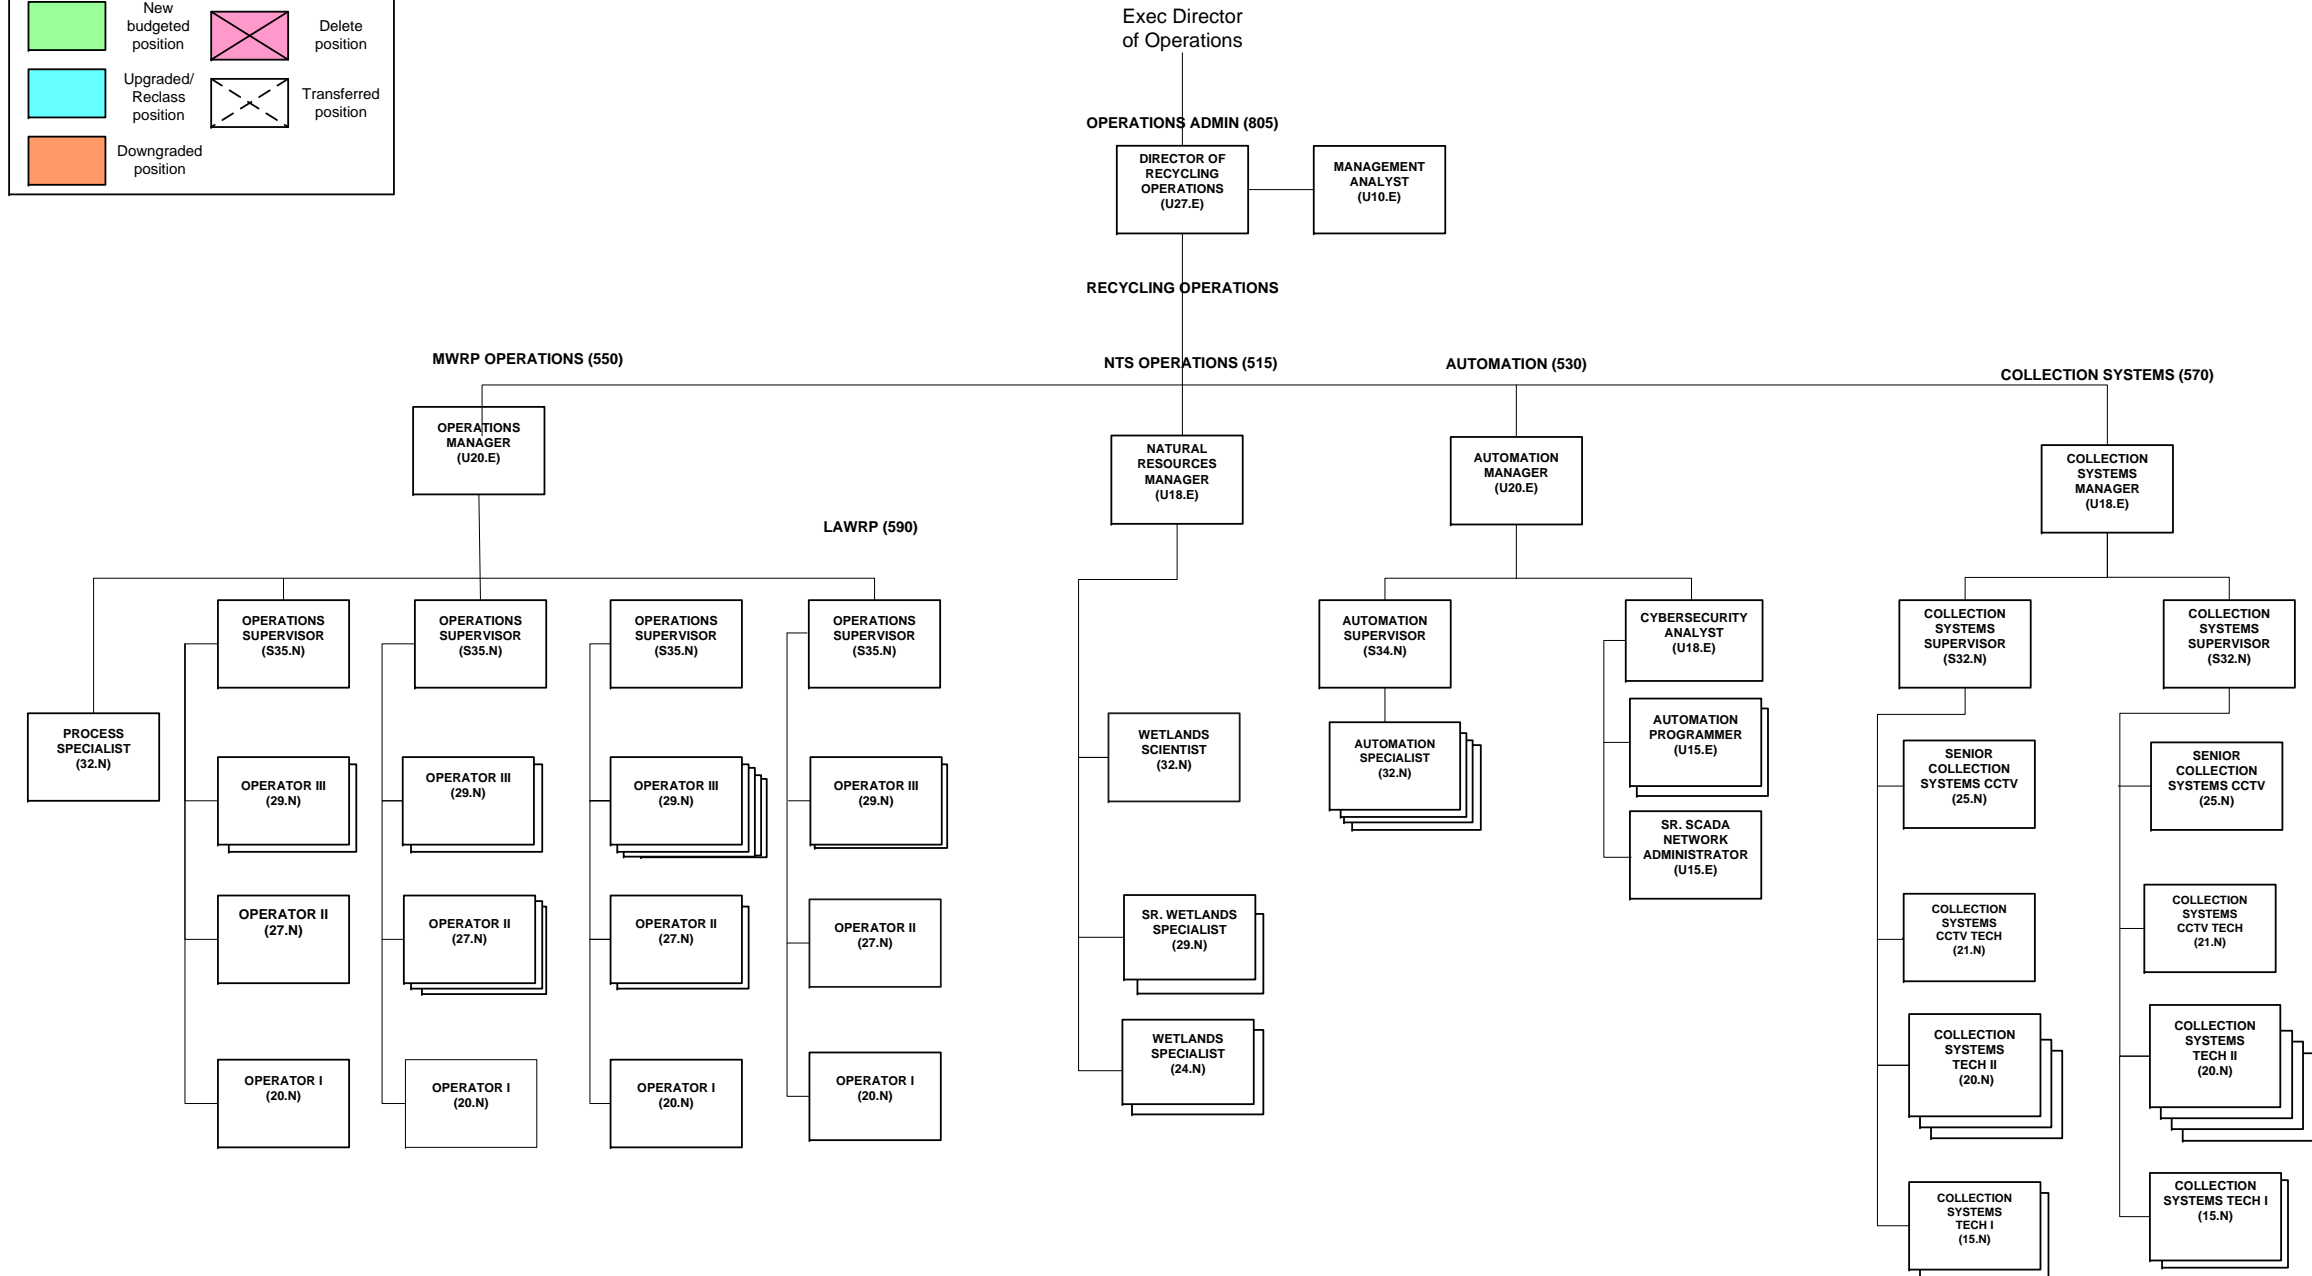 New
budgeted
position
Delete
position
Upgraded/
Reclass
position
Transferred
position
Downgraded
position
Exec Director
of Operations
OPERATIONS ADMIN (805)
DIRECTOR OF
RECYCLING
OPERATIONS
(U27.E)
MANAGEMENT
ANALYST
(U10.E)
RECYCLING OPERATIONS
MWRP OPERATIONS (550)
NTS OPERATIONS (515)
AUTOMATION (530)
COLLECTION SYSTEMS (570)
OPERATIONS
MANAGER
(U20.E)
NATURAL
RESOURCES
MANAGER
(U18.E)
AUTOMATION
MANAGER
(U20.E)
COLLECTION
SYSTEMS
MANAGER
(U18.E)
LAWRP (590)
PROCESS
SPECIALIST
(32.N)
OPERATIONS
SUPERVISOR
(S35.N)
OPERATOR III
(29.N)
OPERATOR II
(27.N)
OPERATOR I
(20.N)
OPERATIONS
SUPERVISOR
(S35.N)
OPERATOR III
(29.N)
OPERATOR II
(27.N)
OPERATOR I
(20.N)
OPERATIONS
SUPERVISOR
(S35.N)
OPERATOR III
(29.N)
OPERATOR II
(27.N)
OPERATOR I
(20.N)
OPERATIONS
SUPERVISOR
(S35.N)
OPERATOR III
(29.N)
OPERATOR II
(27.N)
OPERATOR I
(20.N)
WETLANDS
SCIENTIST
(32.N)
SR. WETLANDS
SPECIALIST
(29.N)
WETLANDS
SPECIALIST
(24.N)
AUTOMATION
SUPERVISOR
(S34.N)
AUTOMATION
SPECIALIST
(32.N)
CYBERSECURITY
ANALYST
(U18.E)
AUTOMATION
PROGRAMMER
(U15.E)
SR. SCADA
NETWORK
ADMINISTRATOR
(U15.E)
COLLECTION
SYSTEMS
SUPERVISOR
(S32.N)
SENIOR
COLLECTION
SYSTEMS CCTV
(25.N)
COLLECTION
SYSTEMS
CCTV TECH
(21.N)
COLLECTION
SYSTEMS
TECH II
(20.N)
COLLECTION
SYSTEMS
TECH I
(15.N)
COLLECTION
SYSTEMS
SUPERVISOR
(S32.N)
SENIOR
COLLECTION
SYSTEMS CCTV
(25.N)
COLLECTION
SYSTEMS
CCTV TECH
(21.N)
COLLECTION
SYSTEMS
TECH II
(20.N)
COLLECTION
SYSTEMS TECH I
(15.N)